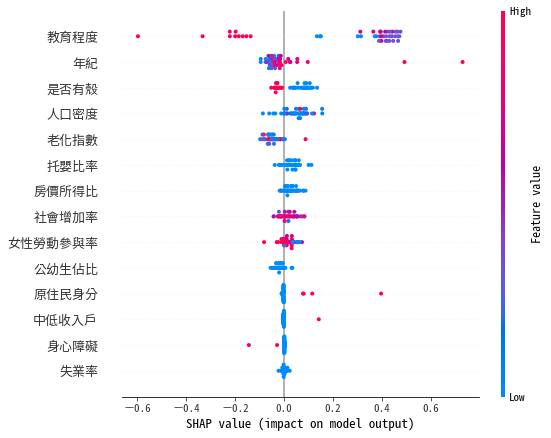 High
教育程度
年紀
是否有殼
人口密度
老化指數
托嬰比率
房價所得比
社會增加率
女性勞動參與率
公幼生佔比
原住民身分
中低收入戶
身心障礙
失業率
Feature value
Low
−0.6 −0.4 −0.2 0.0 0.2 0.4 0.6
SHAP value (impact on model output)